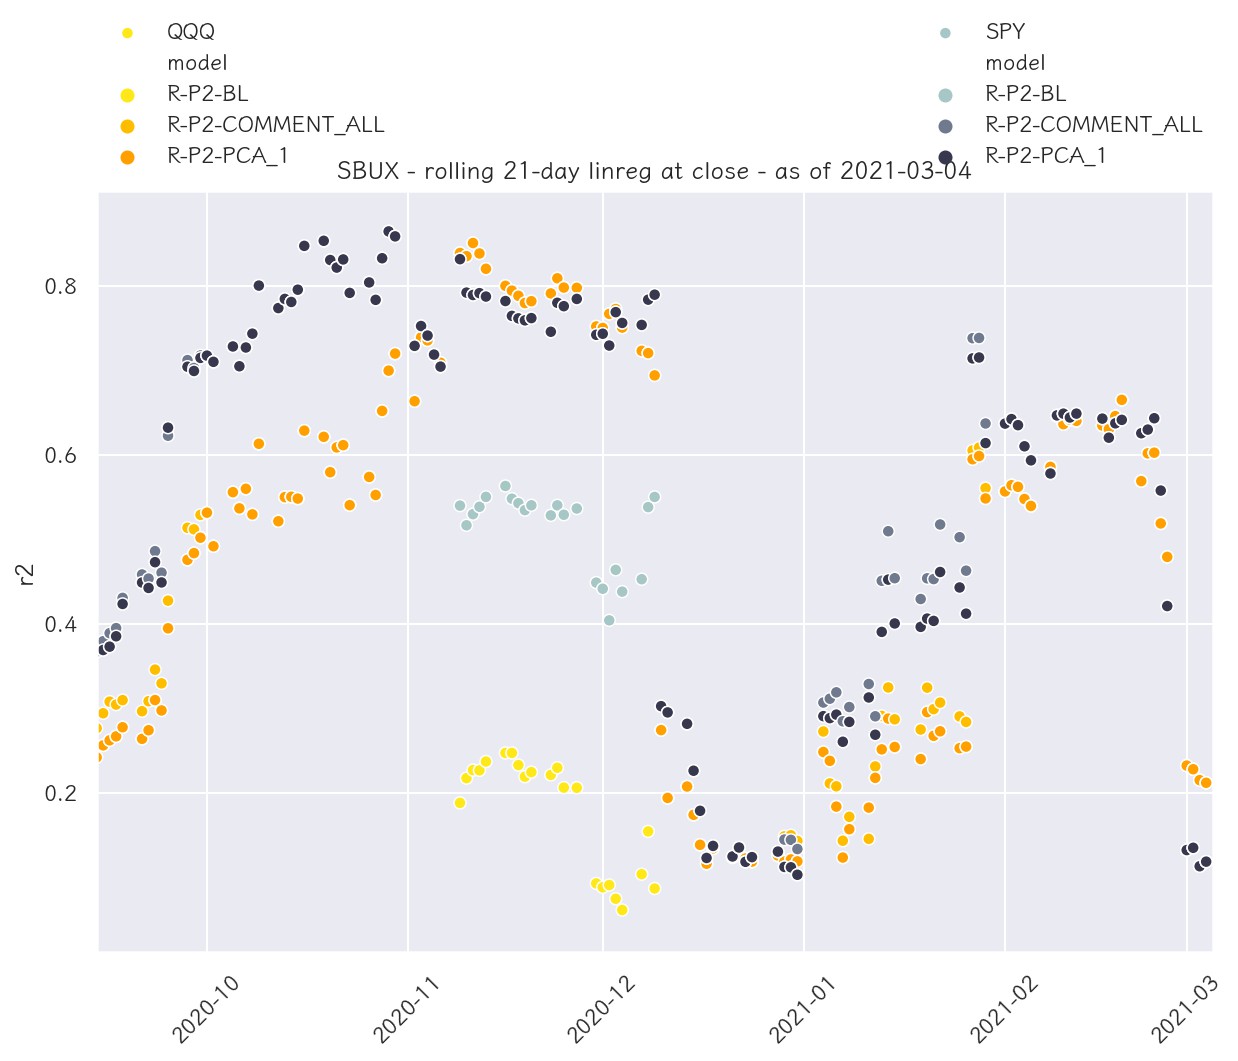 QQQ
model
R-P2-BL
R-P2-COMMENT_ALL
R-P2-PCA_1
SPY
model
R-P2-BL
R-P2-COMMENT_ALL
R-P2-PCA_1
SBUX - rolling 21-day linreg at close - as of 2021-03-04
r2
0.8
0.6
0.4
0.2
2020-10
2020-11
2020-12
2021-01
2021-02
2021-03